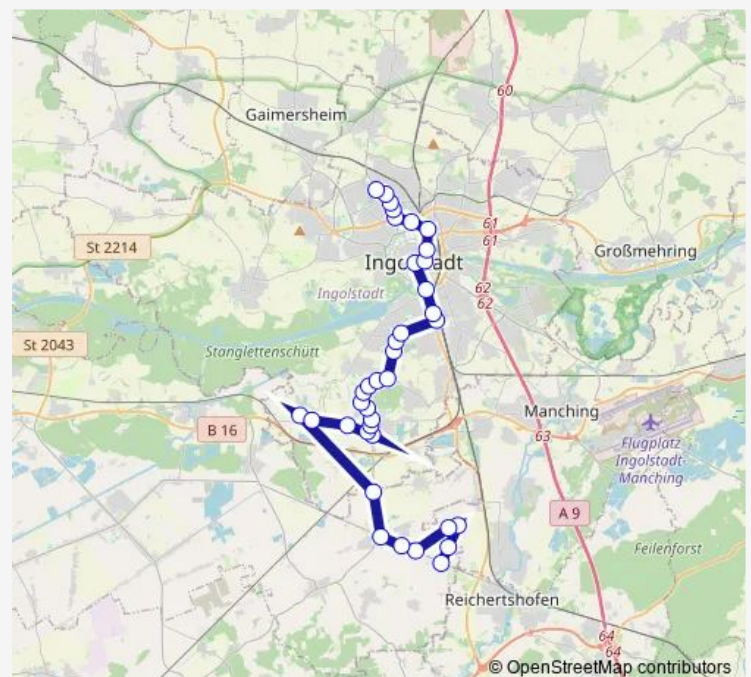 60
Gaimersheim
61
61
St 2214
Großmehring
Ingolstadt
Ingolstadt
62
62
St 2043
Stanglettenschütt
Manching
B 16
63
Flugplatz
Ingolstadt-
Manching
A 9
Feilenforst
Reichertshofen
64
64
© OpenStreetMap contributors